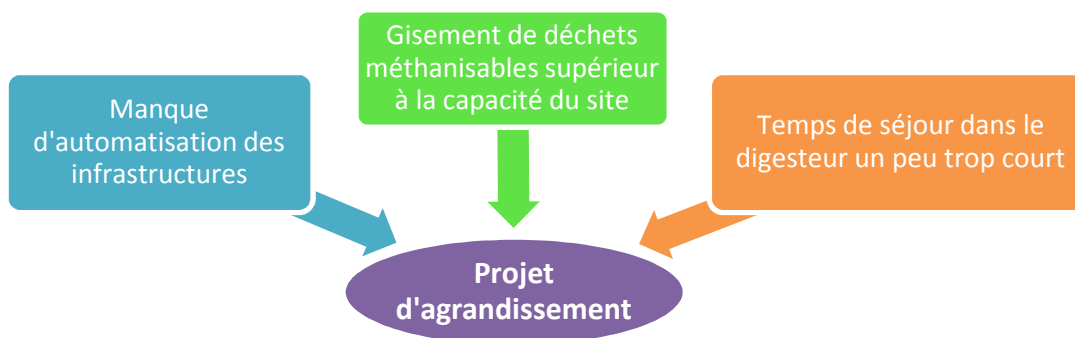 Gisement de déchets
méthanisables supérieur
à la capacité du site
Manque
d'automatisation des
infrastructures
Temps de séjour dans le
digesteur un peu trop court
Projet
d'agrandissement